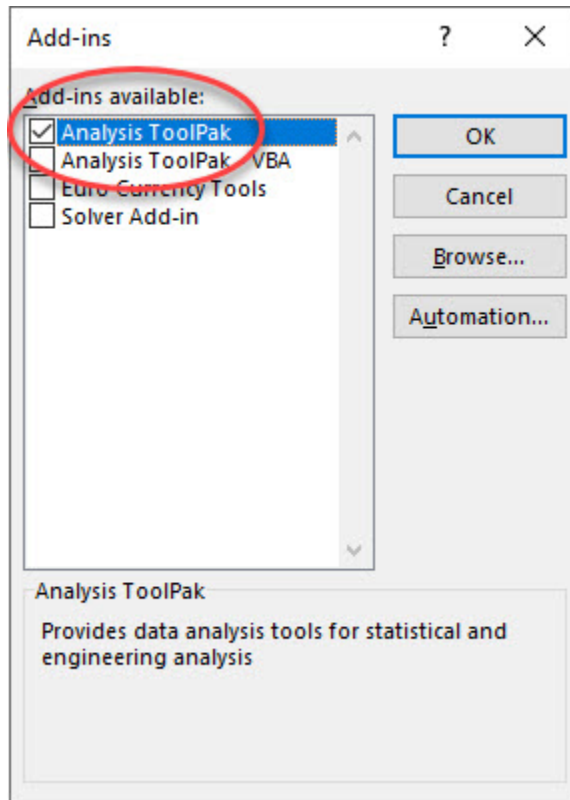 Add-ins
Add-ins available:
Analysis ToolPak
Analysis ToolPak VBA
Euro Currency Tools
Solver Add-in
OK
Cancel
Browse...
Automation...
Analysis ToolPak
Provides data analysis tools for statistical and
engineering analysis